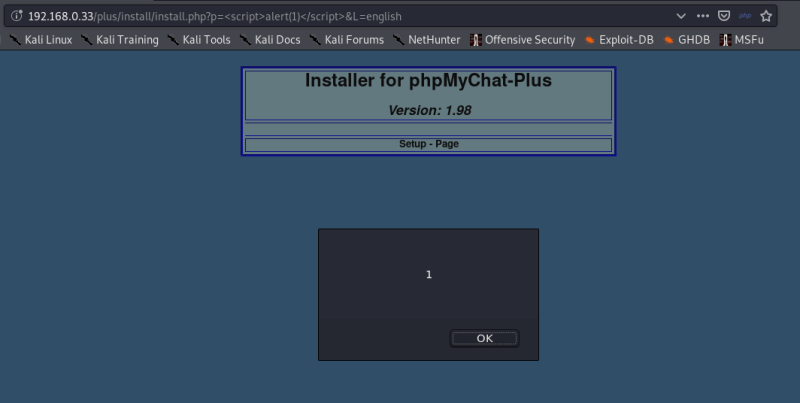 192.168.0.33/plus/install/install.php?p=<script>alert(1)</script>&L=english
Kali Linux Kali Training Kali Tools Kali Docs Kali Forums NetHunter Offensive Security Exploit-DB GHDB MSFu
Installer for phpMyChat-Plus
Version: 1.98
Setup - Page
1
OK